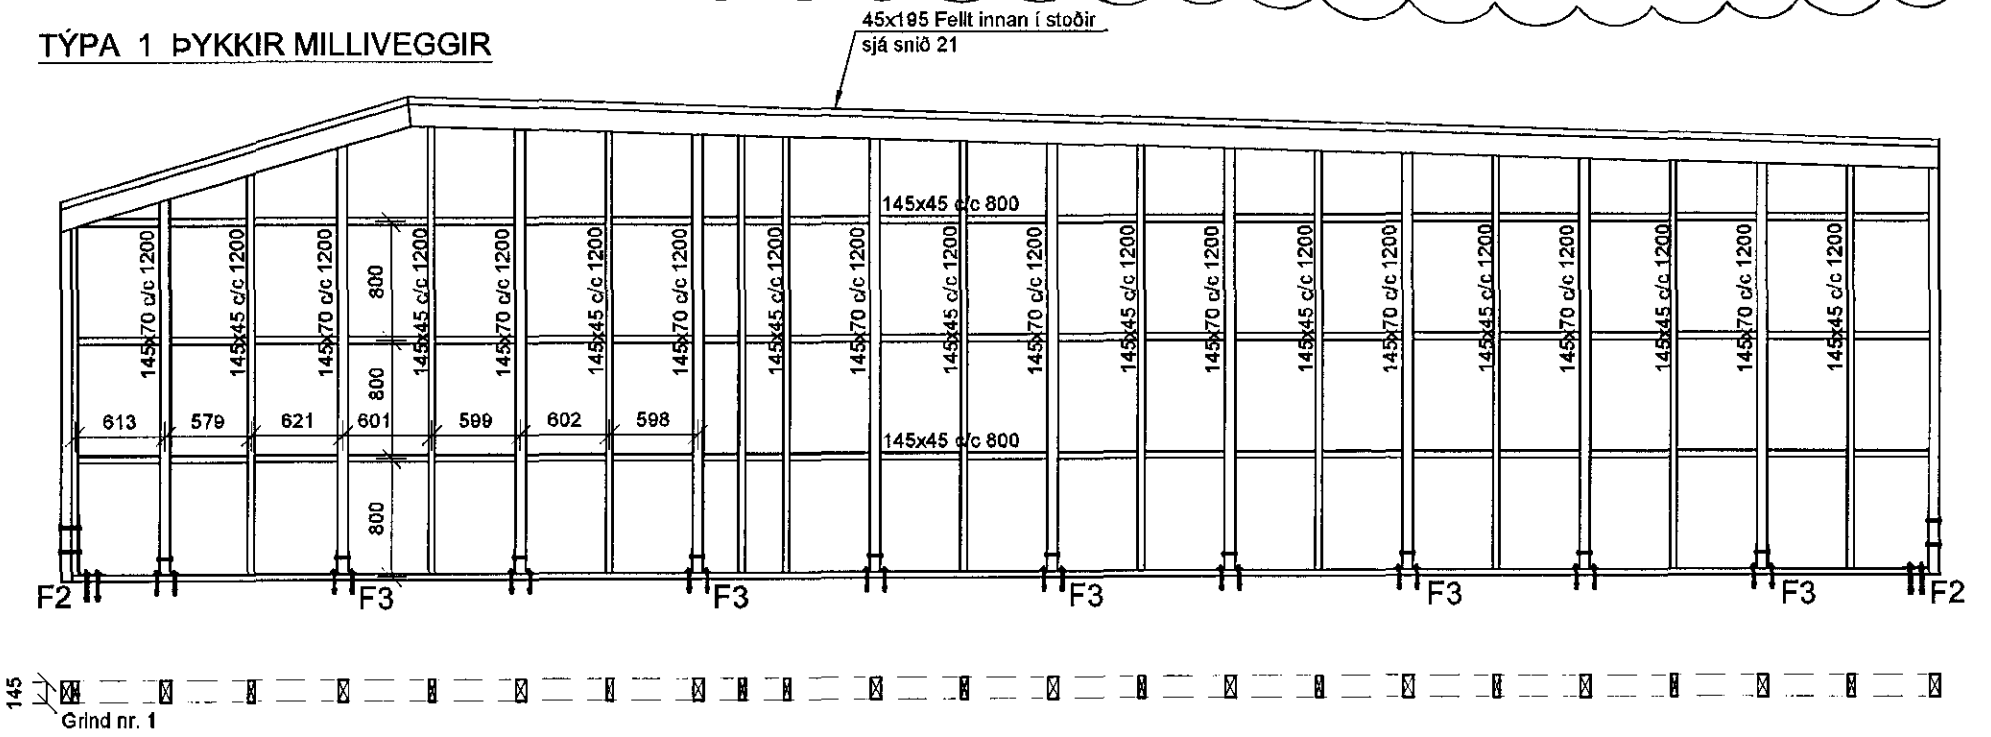 45x195 Fellt innan í stoðir
sjá snið 21
TÝPA 1 ÞYKKIR MILLIVEGGIR
145x45 c/c 800
145x70 c/c 1200
145x45 c/c 1200
145x70 c/c 1200
145x45 c/c 1200
145x70 c/c 1200
145x45 c/c 1200
145x70 c/c 1200
145x45 c/c 1200
145x70 c/c 1200
145x45 c/c 1200
145x70 c/c 1200
145x45 c/c 1200
145x70 c/c 1200
145x45 c/c 1200
145x70 c/c 1200
145x45 c/c 1200
145x70 c/c 1200
145x45 c/c 1200
145x70 c/c 1200
145x45 c/c 1200
800
800
800
613 579 621 601 599 602 598
145x45 c/c 800
F2 F3 F3 F3 F3 F3 F2
145
Grind nr. 1